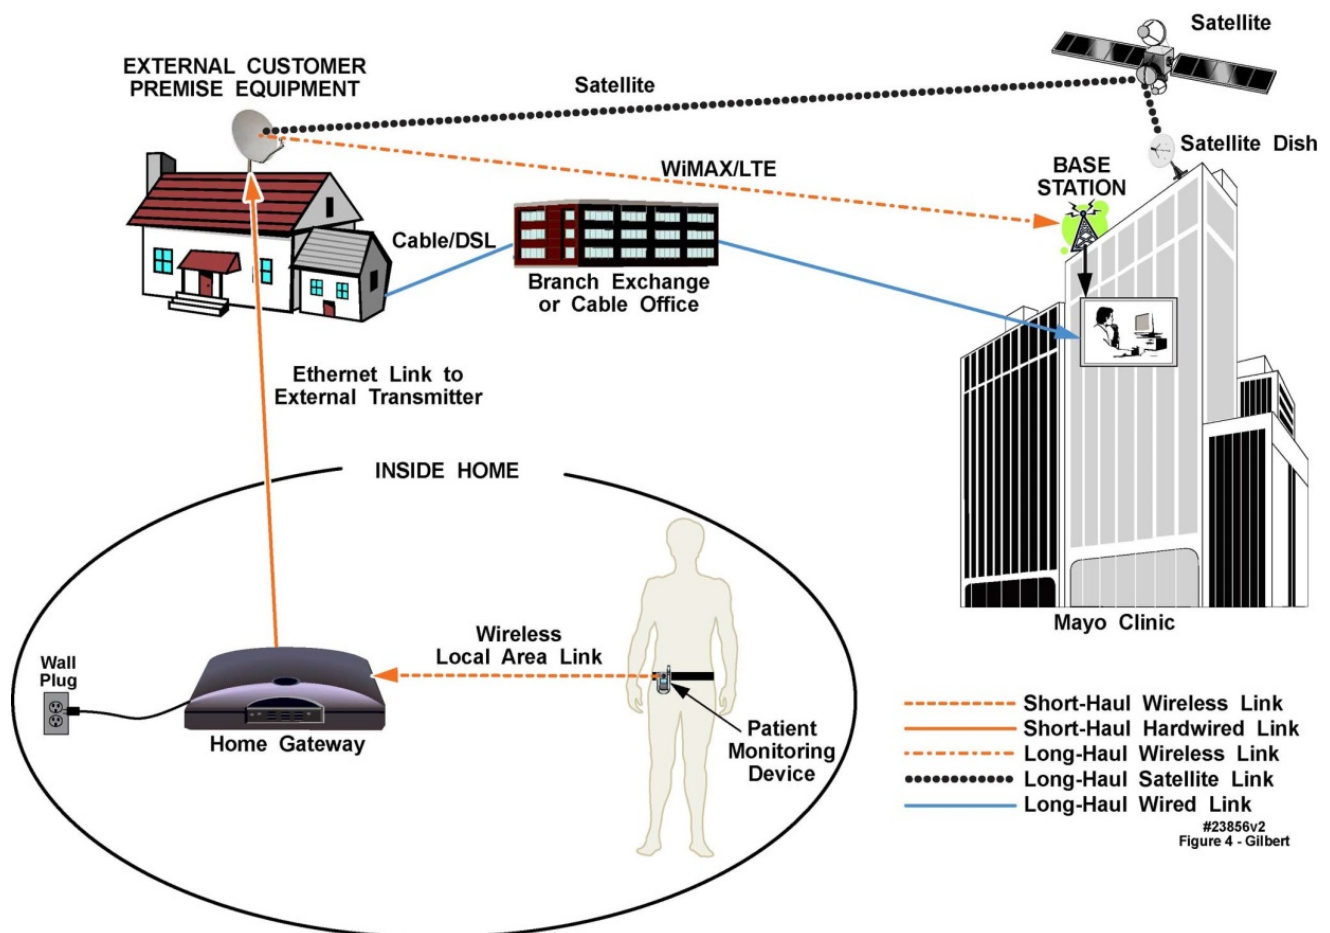 Satellite
EXTERNAL CUSTOMER
PREMISE EQUIPMENT
Satellite
Satellite Dish
WiMAX/LTE
BASE
STATION
Cable/DSL
Branch Exchange
or Cable Office
Ethernet Link to
External Transmitter
INSIDE HOME
Mayo Clinic
Wireless
Local Area Link
Wall
Plug
Home Gateway
Patient
Monitoring
Device
Short-Haul Wireless Link
Short-Haul Hardwired Link
Long-Haul Wireless Link
Long-Haul Satellite Link
Long-Haul Wired Link
#23856v2
Figure 4 - Gilbert